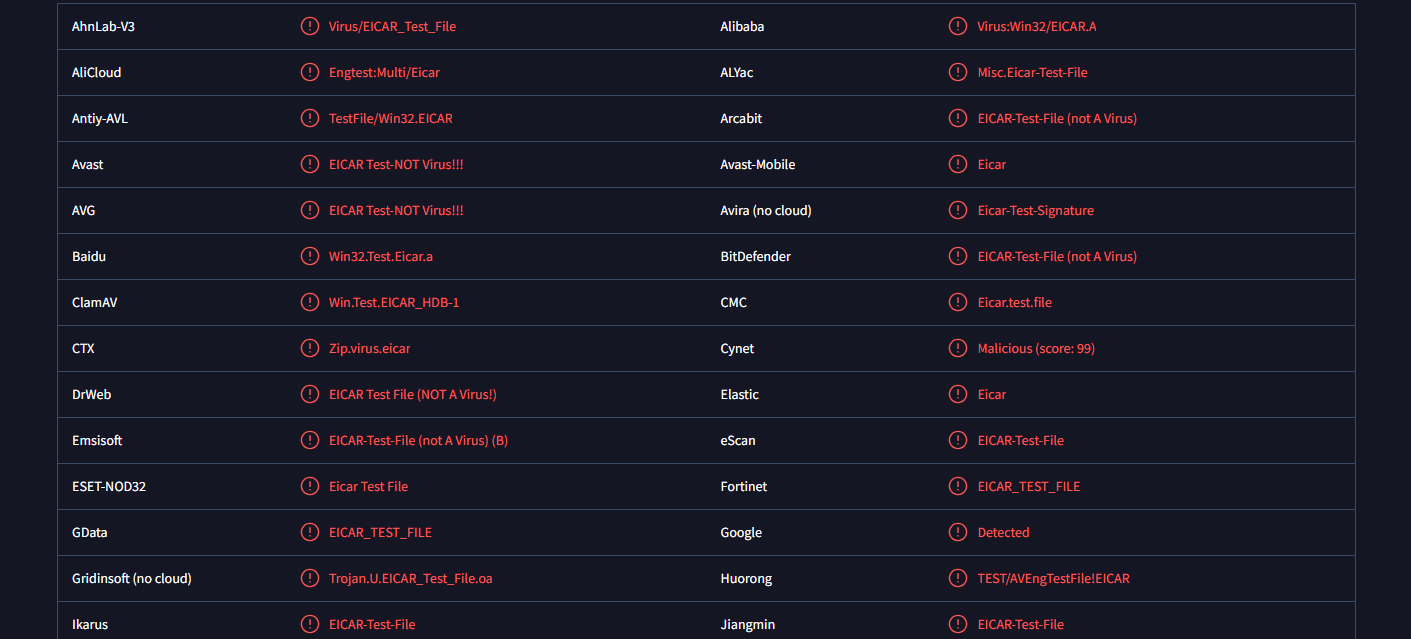 AhnLab-V3 Virus/EICAR_Test_File Alibaba Virus:Win32/EICAR.A
AliCloud Engtest:Multi/Eicar ALYac Misc.Eicar-Test-File
Antiy-AVL TestFile/Win32.EICAR Arcabit EICAR-Test-File (not A Virus)
Avast EICAR Test-NOT Virus!!! Avast-Mobile Eicar
AVG EICAR Test-NOT Virus!!! Avira (no cloud) Eicar-Test-Signature
Baidu Win32.Test.Eicar.a BitDefender EICAR-Test-File (not A Virus)
ClamAV Win.Test.EICAR_HDB-1 CMC Eicar.test.file
CTX Zip.virus.eicar Cynet Malicious (score: 99)
DrWeb EICAR Test File (NOT A Virus!) Elastic Eicar
Emsisoft EICAR-Test-File (not A Virus) (B) eScan EICAR-Test-File
ESET-NOD32 Eicar Test File Fortinet EICAR_TEST_FILE
GData EICAR_TEST_FILE Google Detected
Gridinsoft (no cloud) Trojan.U.EICAR_Test_File.oa Huorong TEST/AVEngTestFile!EICAR
Ikarus EICAR-Test-File Jiangmin EICAR-Test-File